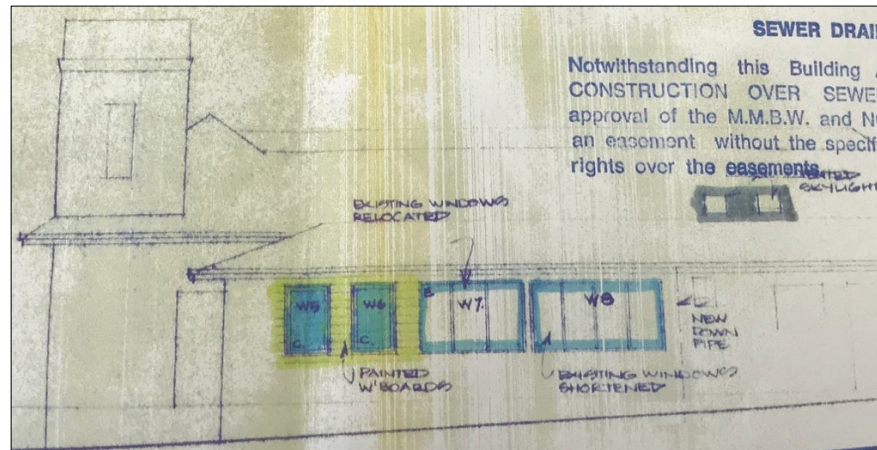 SEWER DRAI
Notwithstanding this Building
CONSTRUCTION OVER SEWE
approval of the M.M.B.W. and N
an easement without the specif
rights over the easements
SKYLIGHT
EXISTING WINDOWS
RELOCATED
W5
W6
B
W7.
W8
C.
C.
NEW
DOWN
PIPE
PAINTED
W'BOARDS
EXISTING WINDOWS
SHORTENED